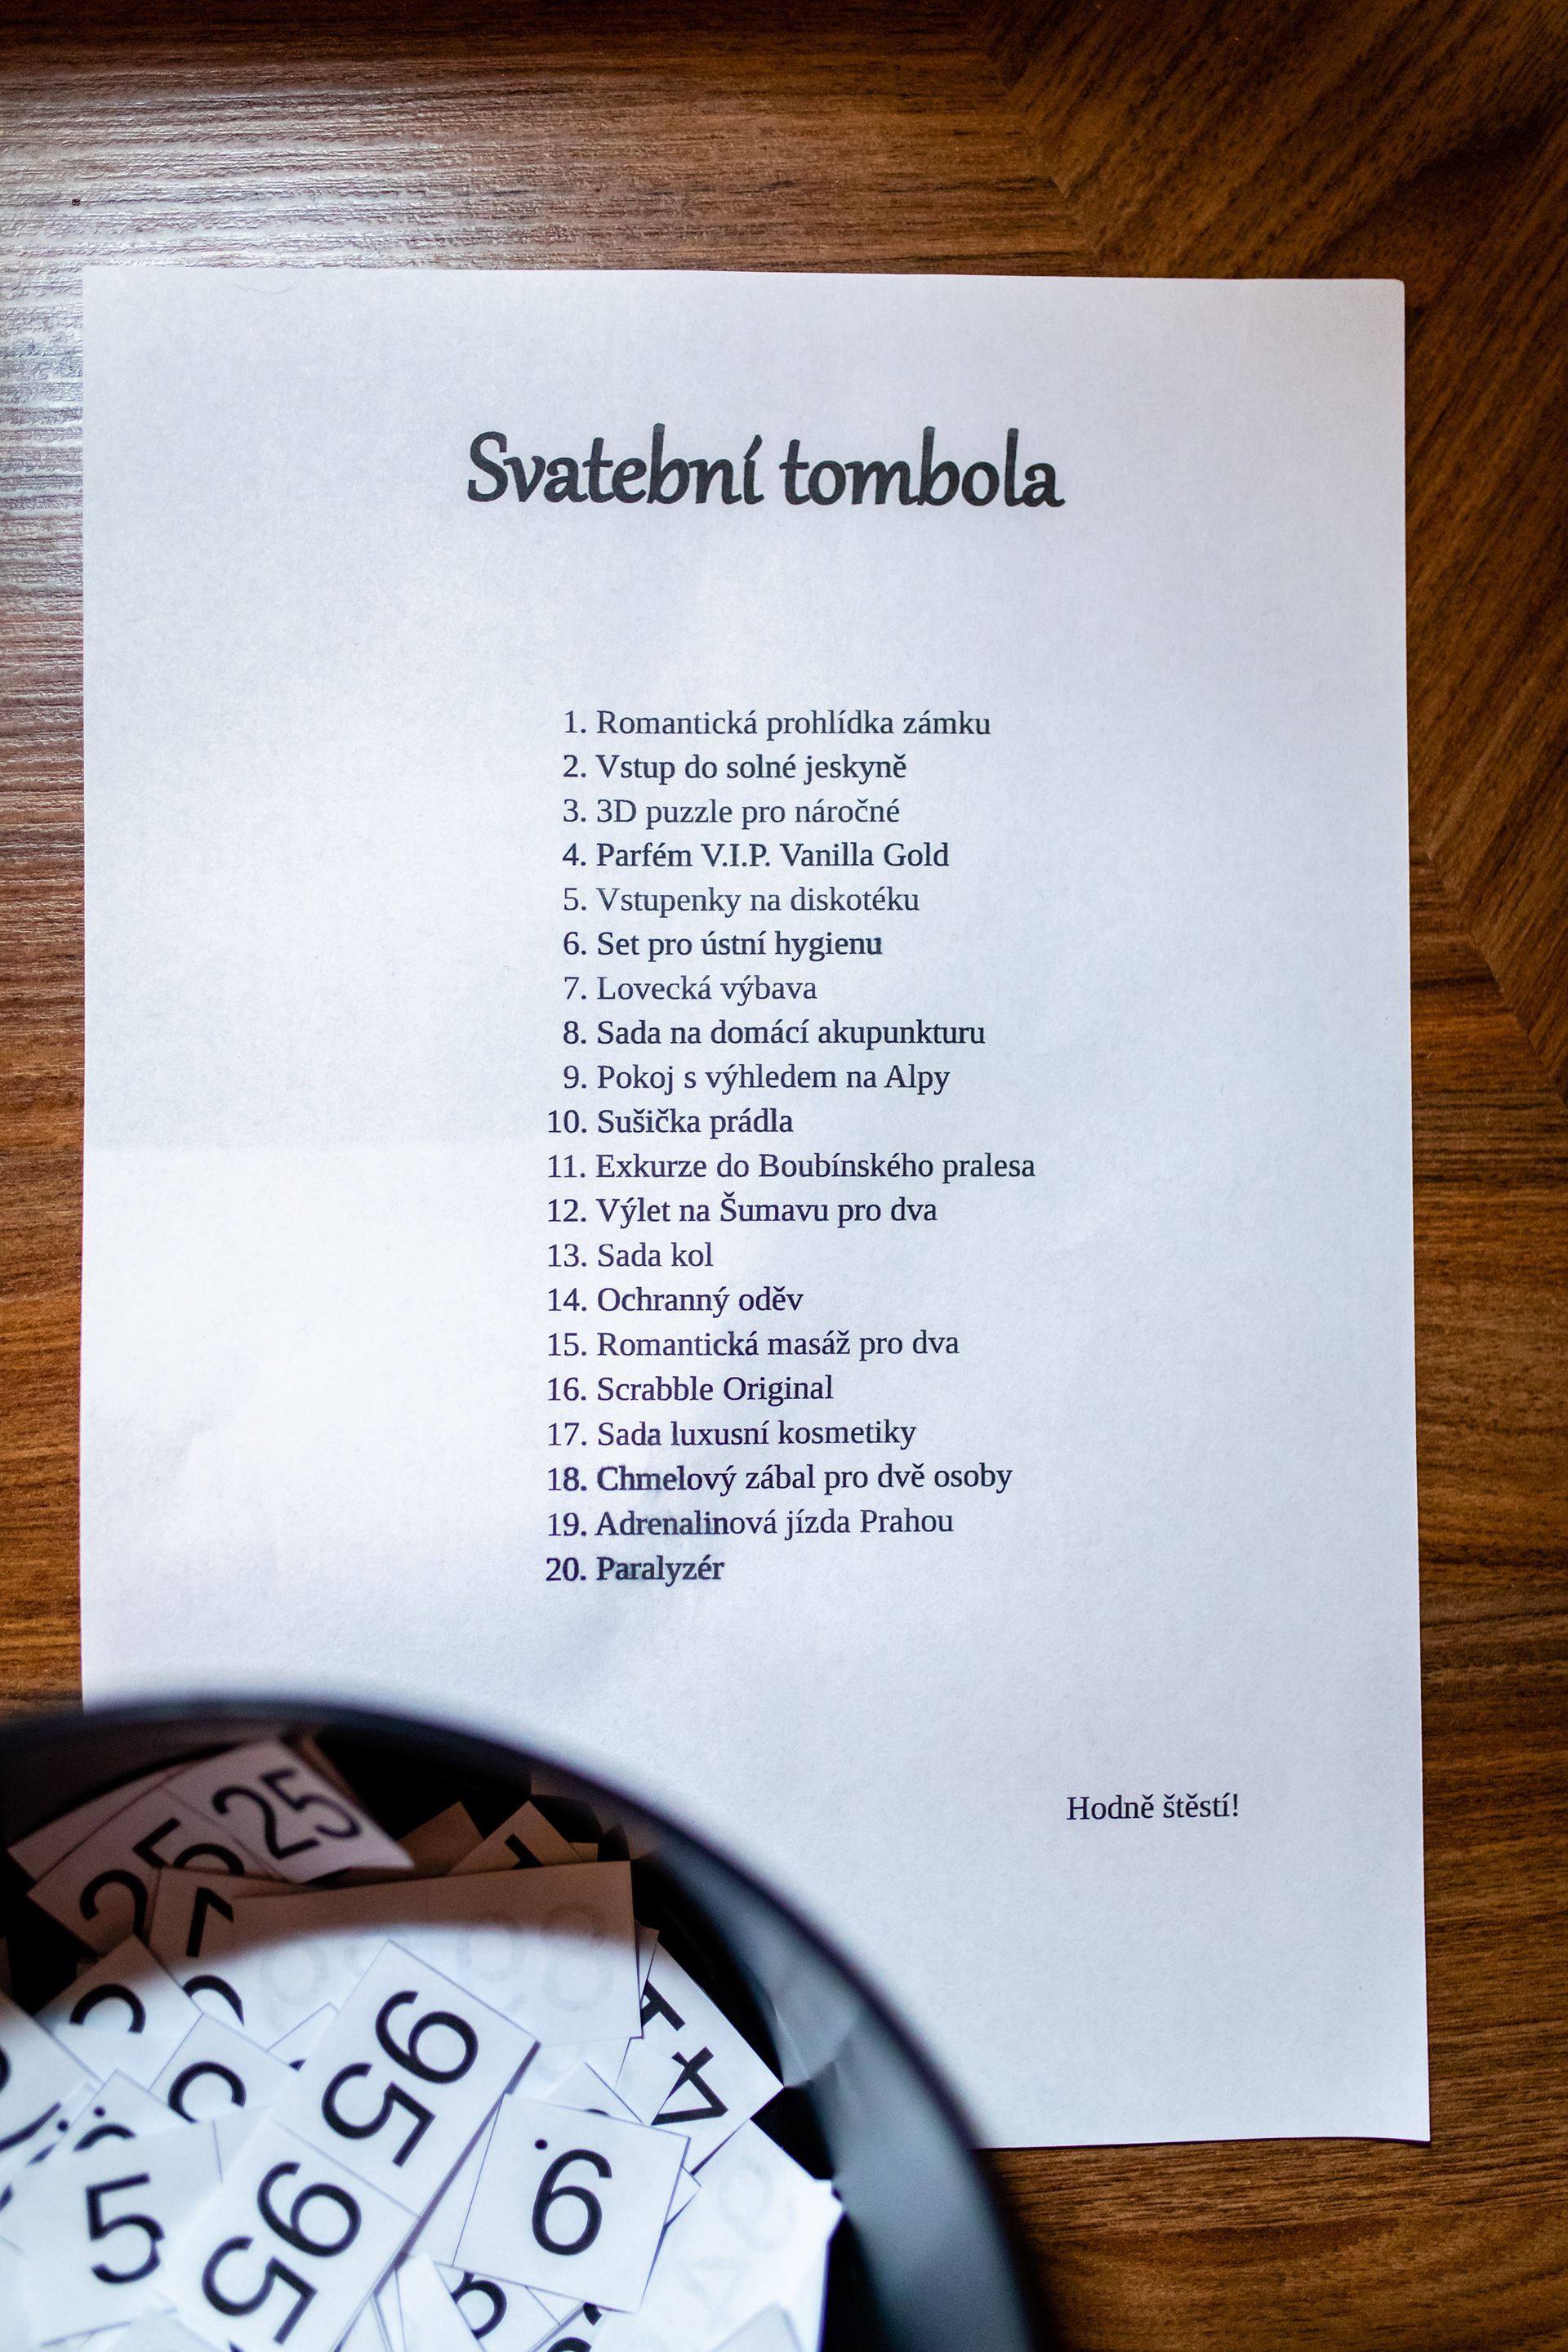 Svatební tombola
1. Romantická prohlídka zámku
2. Vstup do solné jeskyně
3. 3D puzzle pro náročné
4. Parfém V.I.P. Vanilla Gold
5. Vstupenky na diskotéku
6. Set pro ústní hygienu
7. Lovecká výbava
8. Sada na domácí akupunkturu
9. Pokoj s výhledem na Alpy
10. Sušička prádla
11. Exkurze do Boubínského pralesa
12. Výlet na Šumavu pro dva
13. Sada kol
14. Ochranný oděv
15. Romantická masáž pro dva
16. Scrabble Original
17. Sada luxusní kosmetiky
18. Chmelový zábal pro dvě osoby
19. Adrenalinová jízda Prahou
20. Paralyzér
Hodně štěstí!
25
25
95
95
5